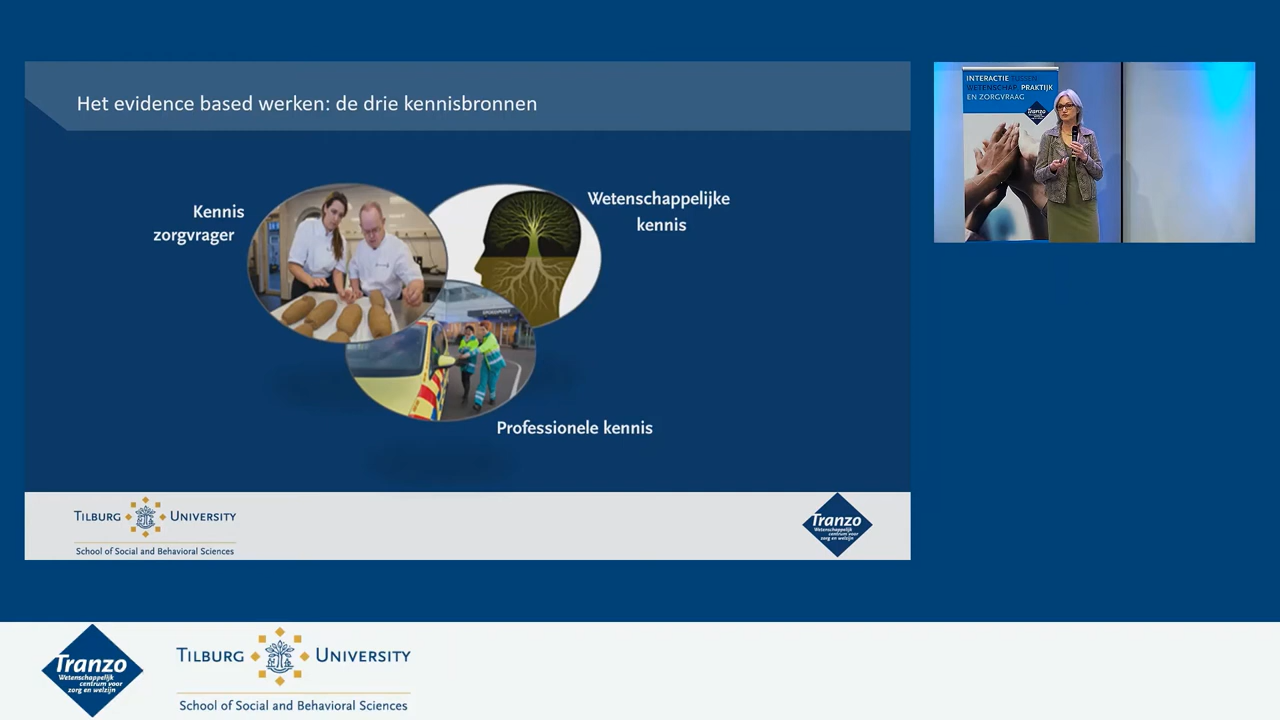 Het evidence based werken: de drie kennisbronnen
Kennis
zorgvrager
Wetenschappelijke
kennis
Professionele kennis
TILBURG UNIVERSITY
School of Social and Behavioral Sciences
Tranzo
Wetenschappelijk
centrum voor
zorg en welzijn
INTERACTIE TUSSEN
WETENSCHAP, PRAKTIJK
EN ZORGVRAAG
Tranzo
Tranzo
Wetenschappelijk
centrum voor
zorg en welzijn
TILBURG UNIVERSITY
School of Social and Behavioral Sciences